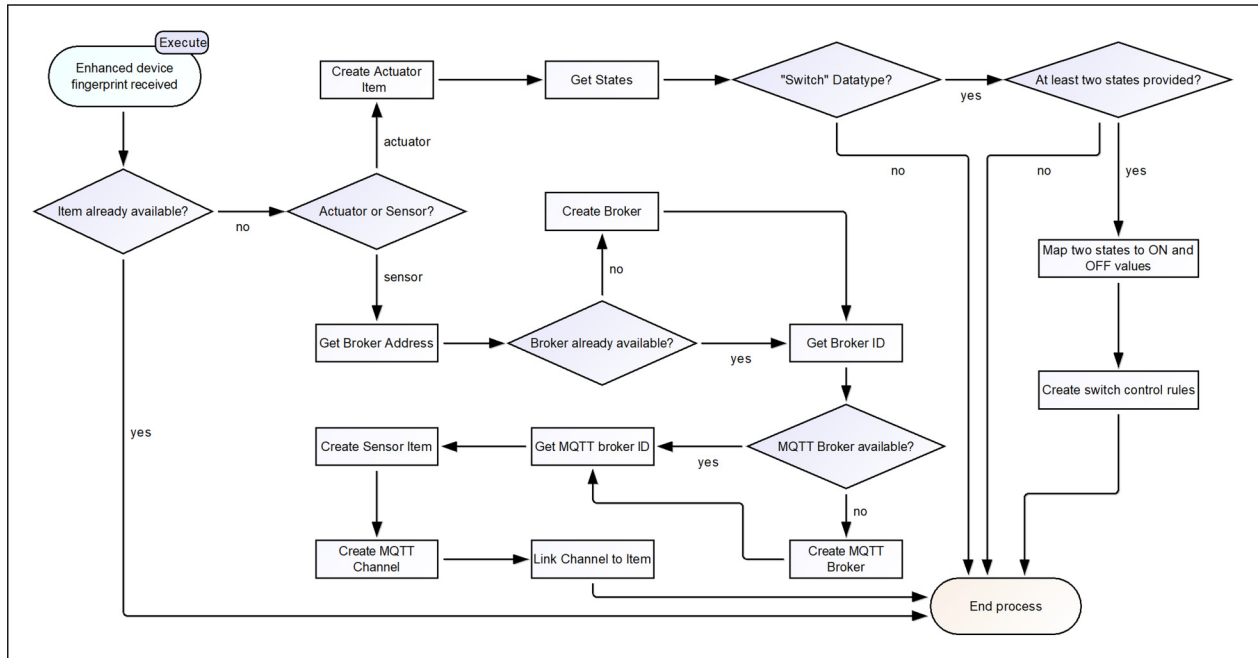 Execute
Enhanced device
fingerprint received
Create Actuator
Item
Get States
"Switch" Datatype?
yes
At least two states provided?
actuator
no
no
yes
Item already available?
no
Actuator or Sensor?
Create Broker
Map two states to ON and
OFF values
sensor
no
Get Broker Address
Broker already available?
yes
Get Broker ID
Create switch control rules
yes
Create Sensor Item
Get MQTT broker ID
yes
MQTT Broker available?
no
Create MQTT
Channel
Link Channel to Item
Create MQTT
Broker
End process